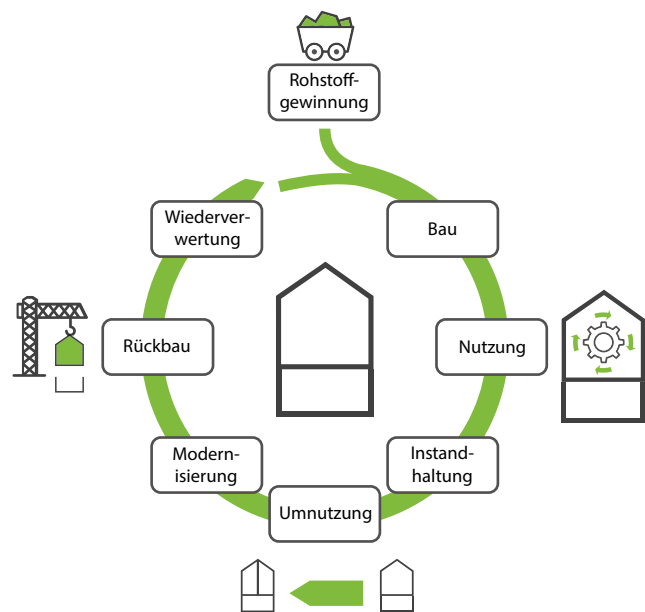 Rohstoff-
gewinnung
Wiederver-
wertung
Bau
Rückbau
Nutzung
Modern-
isierung
Instand-
haltung
Umnutzung